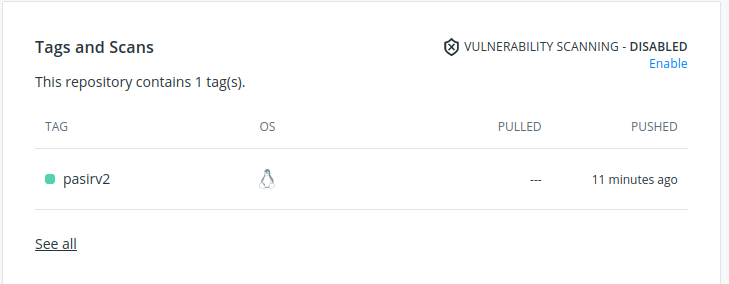 Tags and Scans
VULNERABILITY SCANNING - DISABLED
Enable
This repository contains 1 tag(s).
TAG OS PULLED PUSHED
pasirv2 --- 11 minutes ago
See all